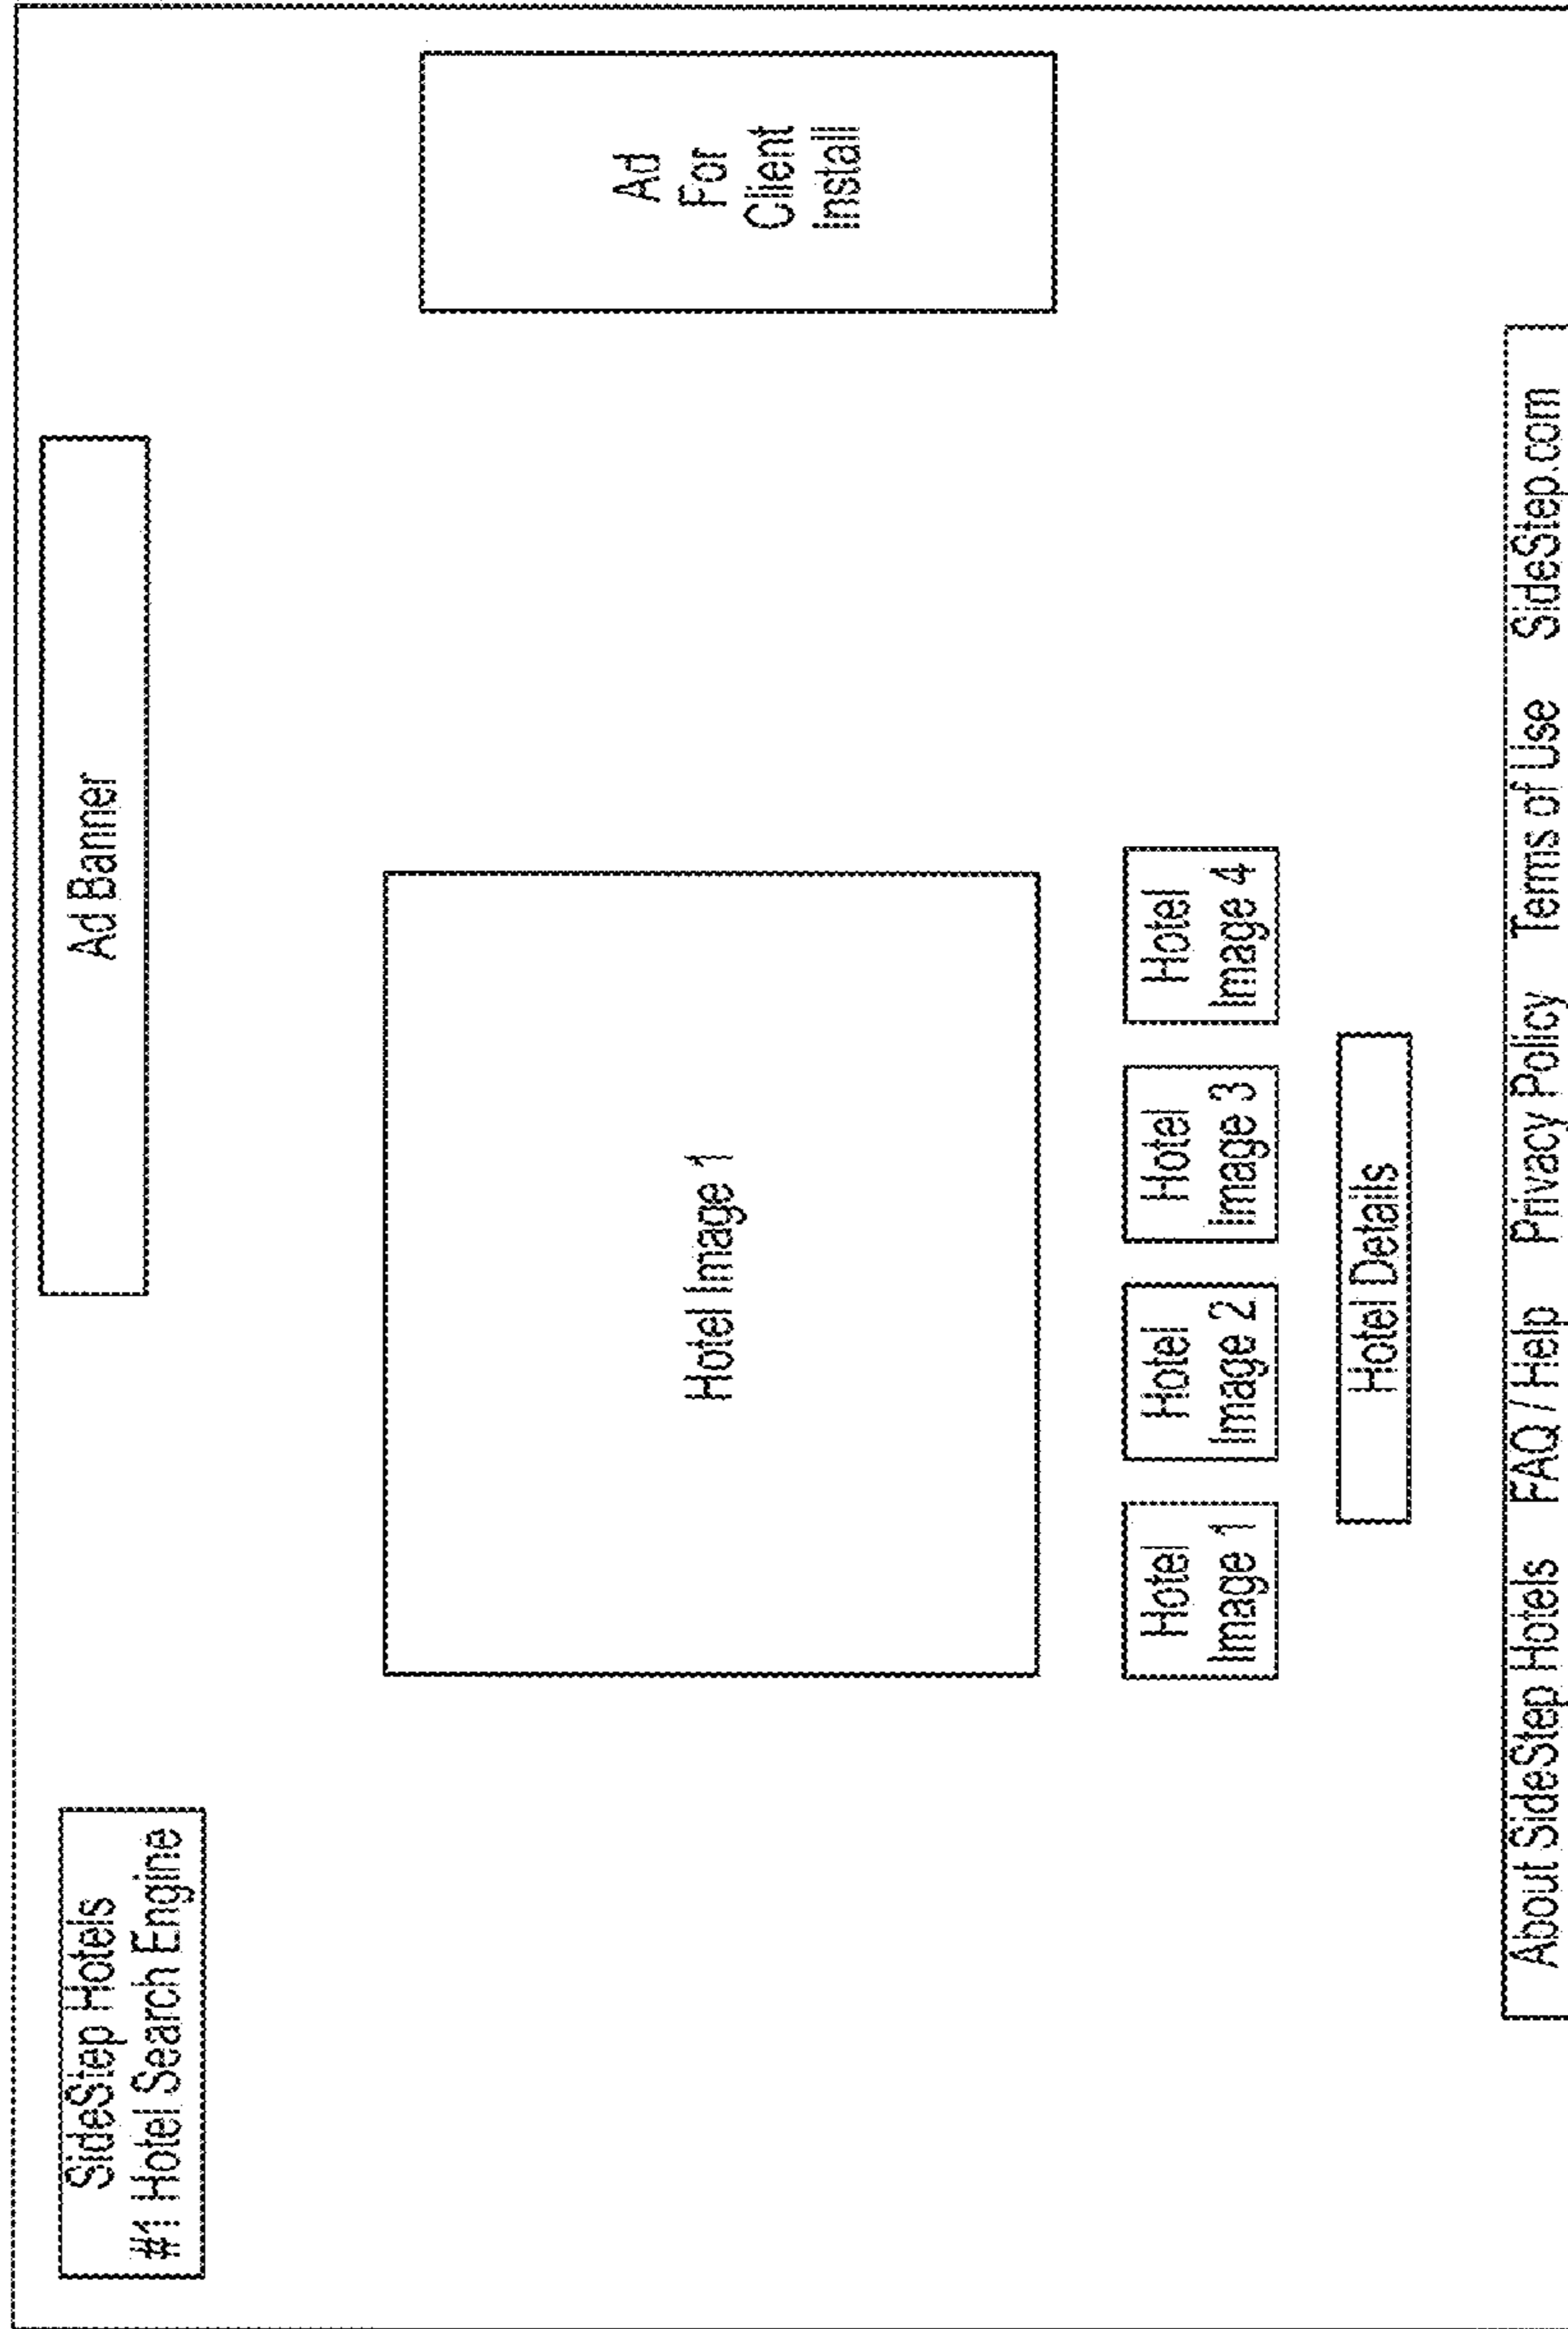 SideStep Hotels
#1 Hotel Search Engine
Ad Banner
Ad
For
Client
Install
Hotel Image 1
Hotel
Image 1
Hotel
Image 2
Hotel
Image 3
Hotel
Image 4
Hotel Details
About SideStep Hotels FAQ / Help Privacy Policy Terms of Use SideStep.com